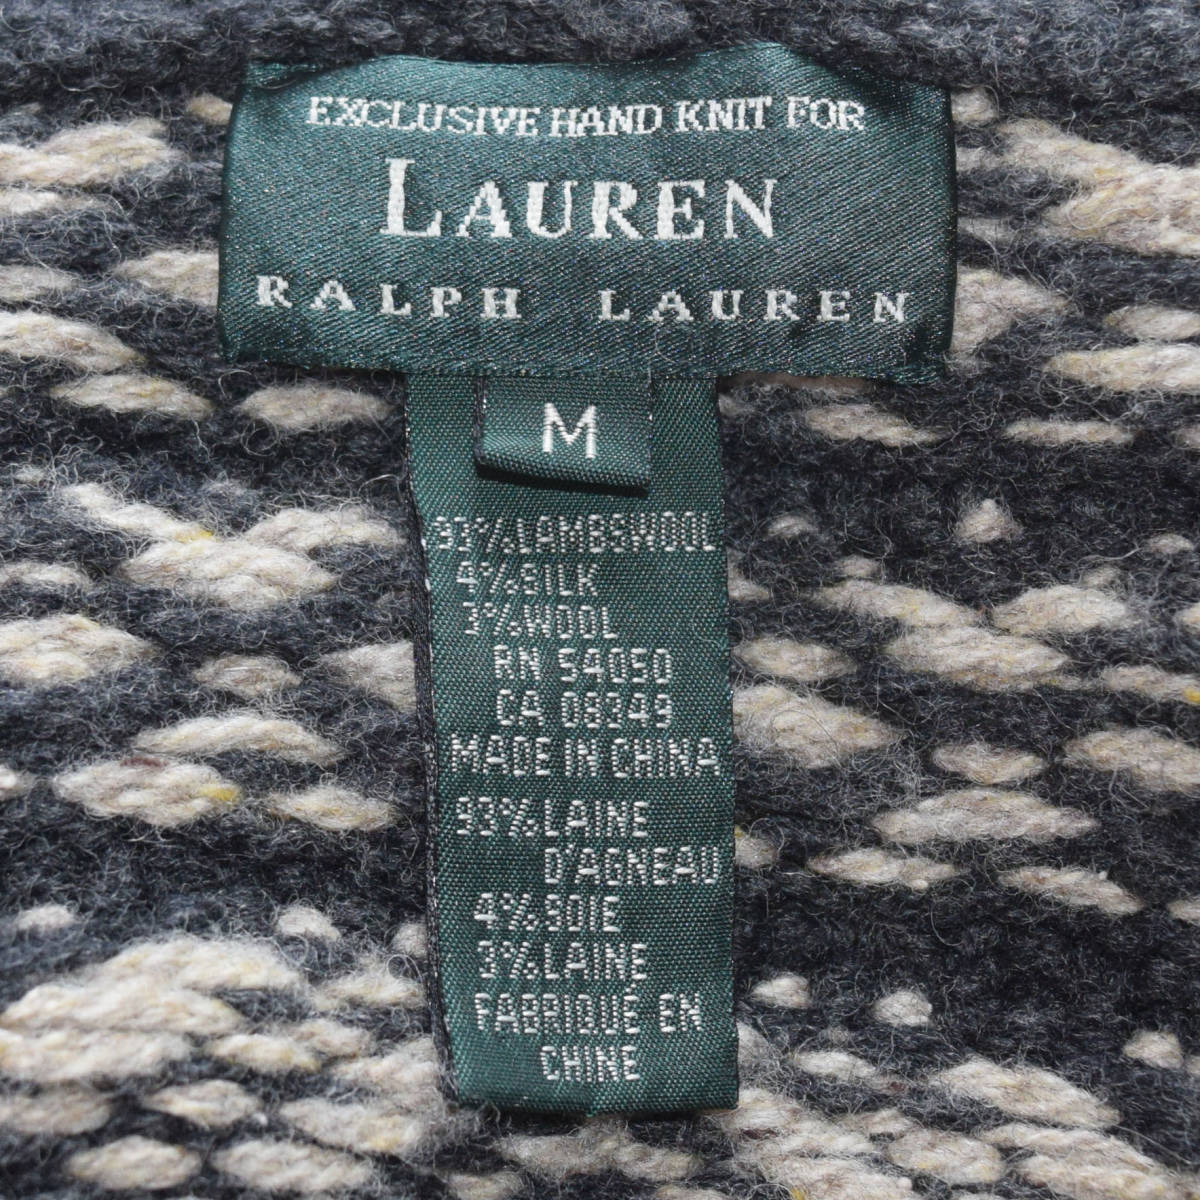 EXCLUSIVE HAND KNIT FOR
LAUREN
RALPH LAUREN
M
93%LAMBSWOOL
4%SILK
3%WOOL
RN 54050
CA 08349
MADE IN CHINA
93%LAINE
D'AGNEAU
4%SOIE
3%LAINE
FABRIQUÉ EN
CHINE